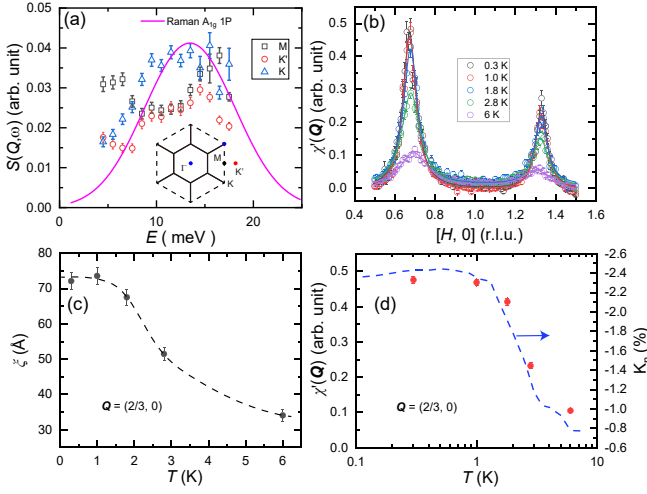 (a)
Raman A1g 1P
M
K'
K
S(Q,ω) (arb. unit)
0.05
0.04
0.03
0.02
0.01
0.00
Γ
M
K'
K
0
10
20
E ( meV)
(b)
0.3 K
1.0 K
1.8 K
2.8 K
6 K
χ'(Q) (arb. unit)
0.5
0.4
0.3
0.2
0.1
0.0
0.4
0.6
0.8
1.0
1.2
1.4
1.6
[H, 0] (r.l.u.)
(c)
ξ (Å)
90
80
70
60
50
40
30
Q = (2/3, 0)
0
1
2
3
4
5
6
T (K)
(d)
χ'(Q) (arb. unit)
0.5
0.4
0.3
0.2
0.1
0.0
Q = (2/3, 0)
0.1
1
10
T (K)
-2.6
-2.4
-2.2
-2.0
-1.8
-1.6
-1.4
-1.2
-1.0
-0.8
-0.6
Kn (%)